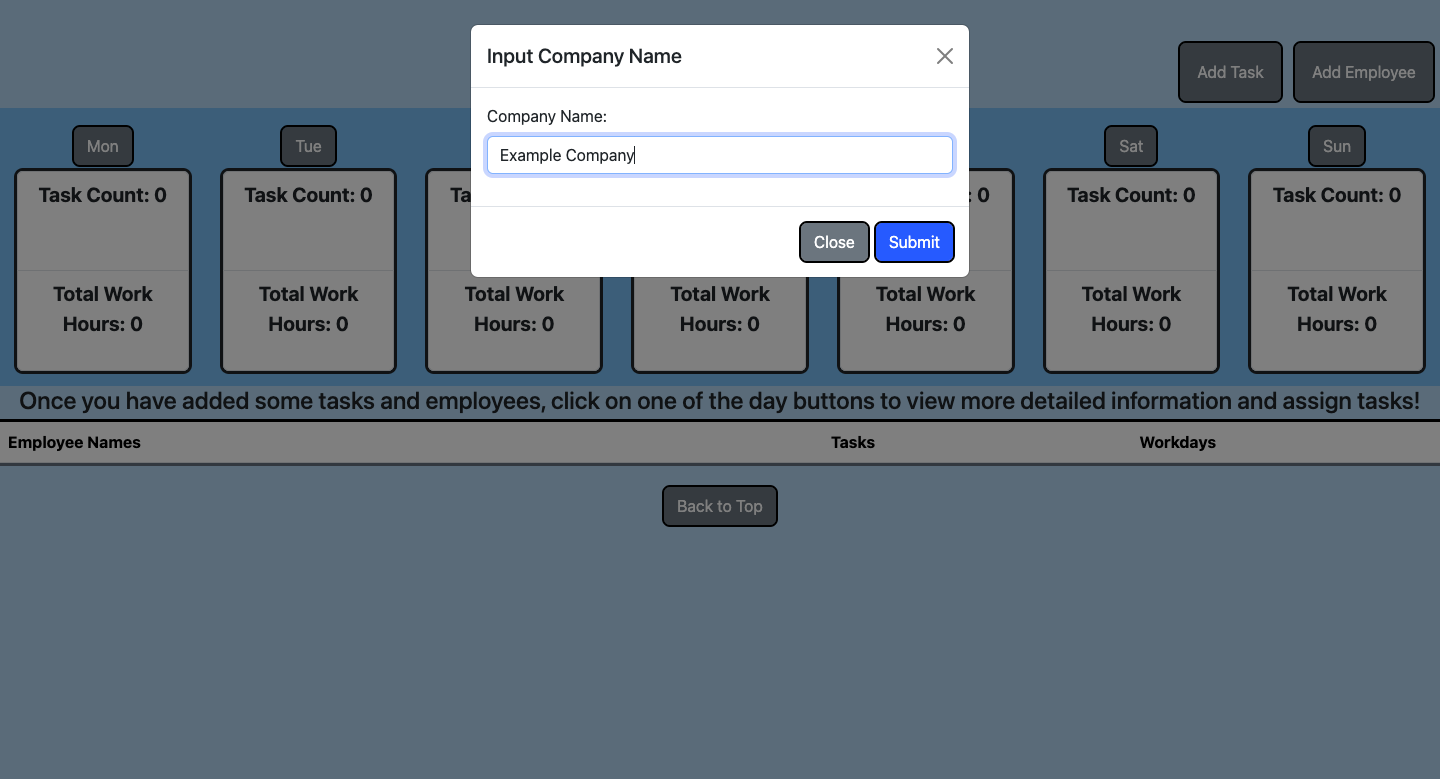 Input Company Name
Company Name:
Example Company
Close Submit
Add Task Add Employee
Mon Tue Sat Sun
Task Count: 0 Task Count: 0 Ta : 0 Task Count: 0 Task Count: 0
Total Work Total Work Total Work Total Work Total Work Total Work Total Work
Hours: 0 Hours: 0 Hours: 0 Hours: 0 Hours: 0 Hours: 0 Hours: 0
Once you have added some tasks and employees, click on one of the day buttons to view more detailed information and assign tasks!
Employee Names Tasks Workdays
Back to Top